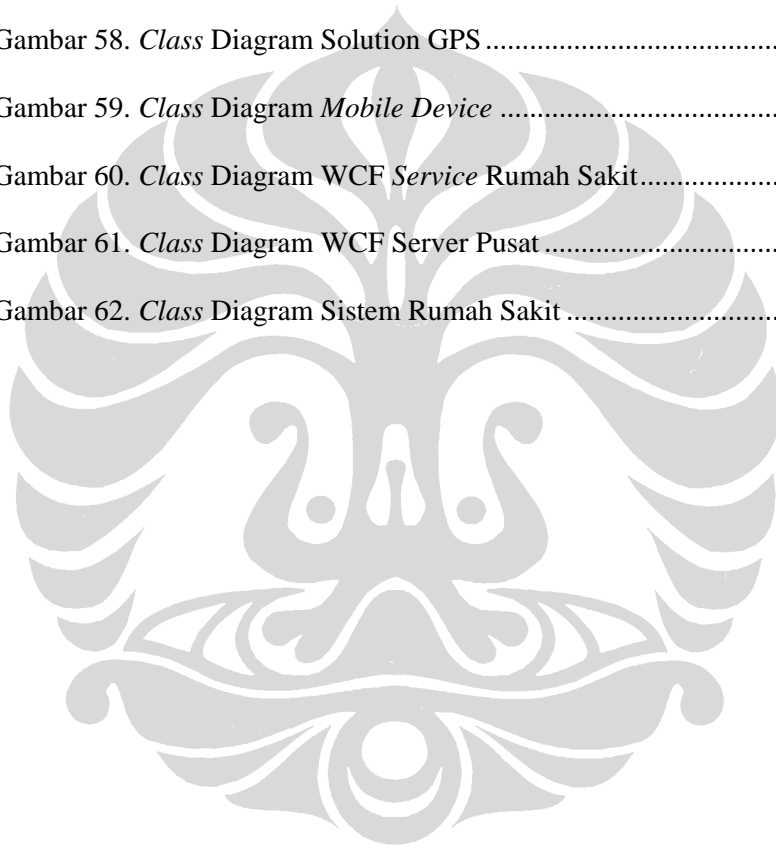 Gambar 58. Class Diagram Solution GPS .......................................
Gambar 59. Class Diagram Mobile Device .....................................
Gambar 60. Class Diagram WCF Service Rumah Sakit ...................
Gambar 61. Class Diagram WCF Server Pusat ...............................
Gambar 62. Class Diagram Sistem Rumah Sakit ............................